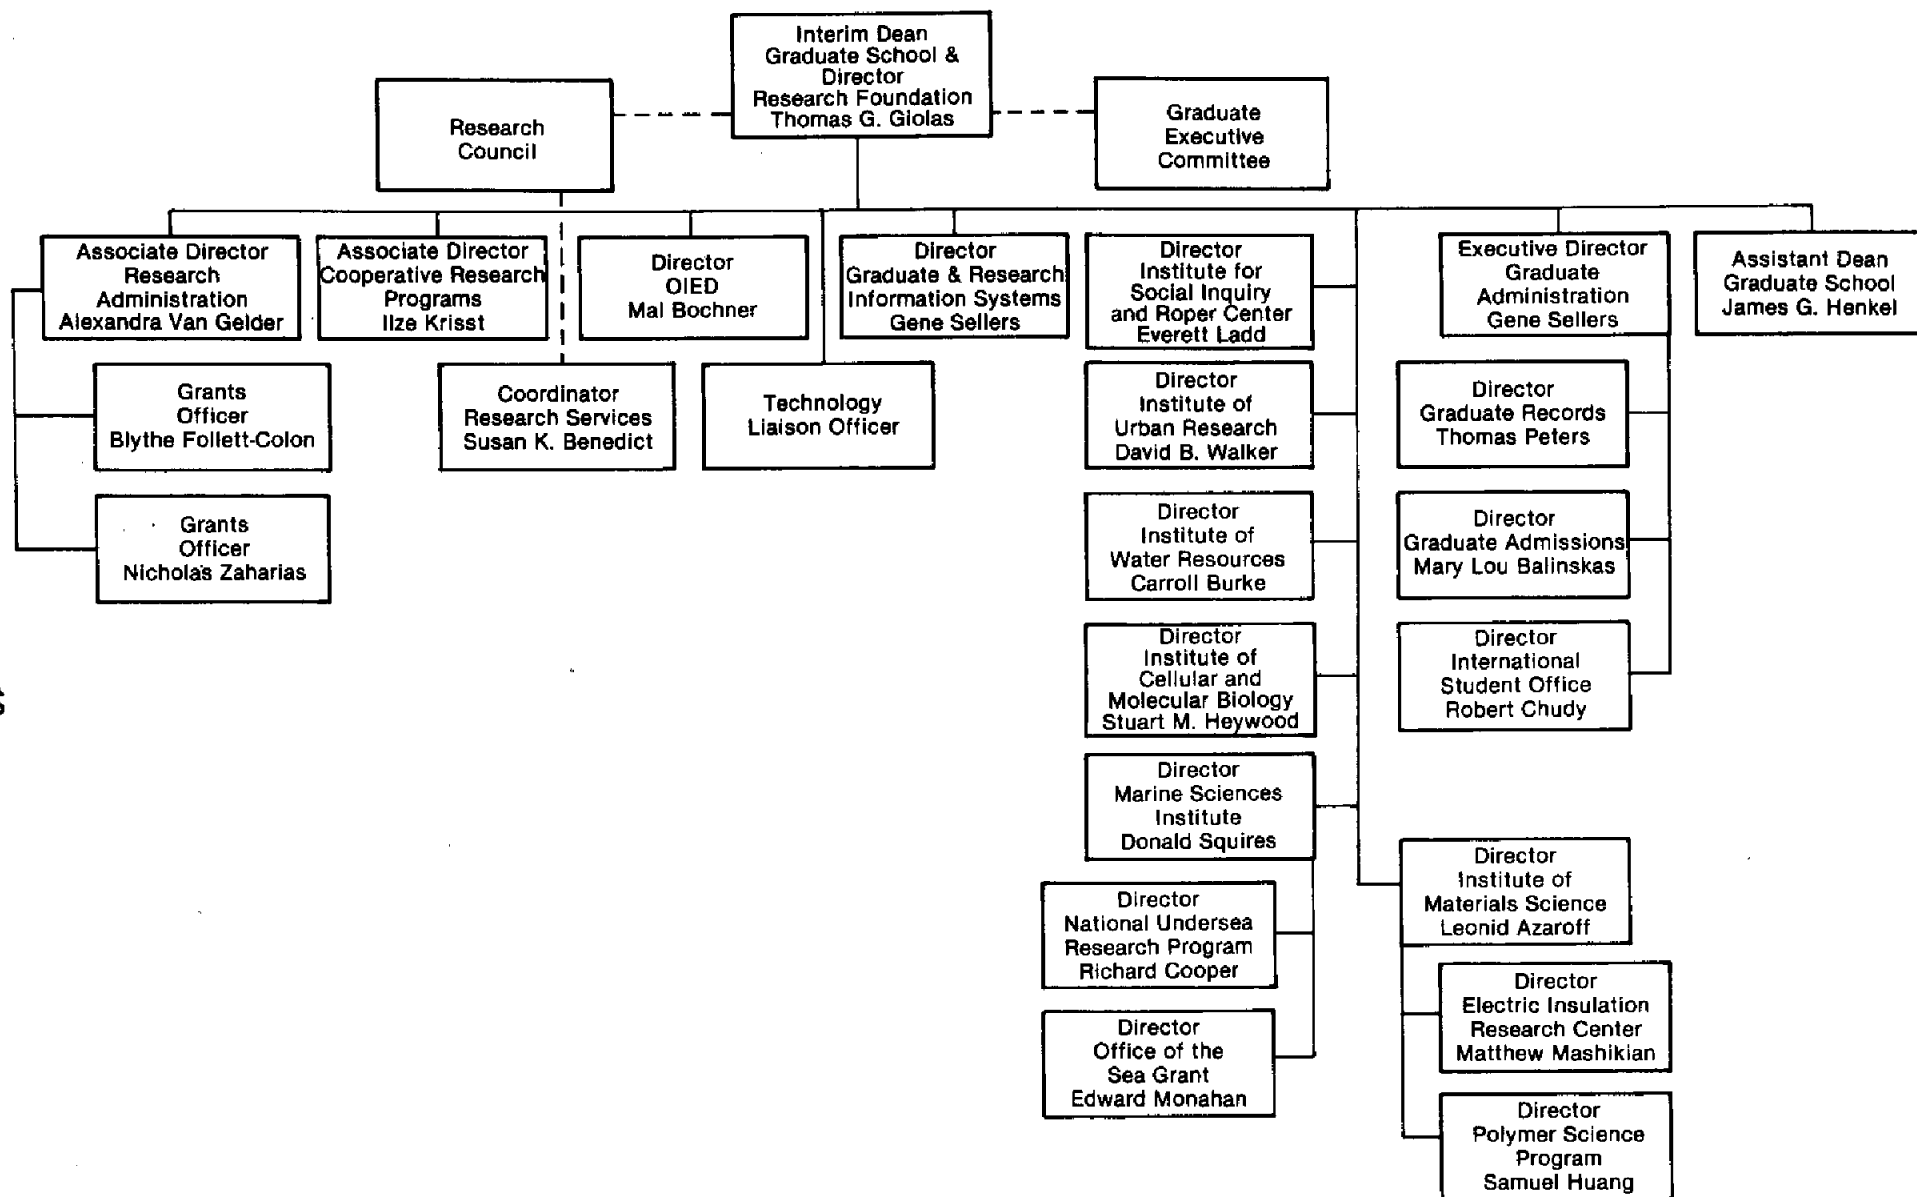 Interim Dean
Graduate School &
Director
Research Foundation
Thomas G. Giolas
Research
Council
Graduate
Executive
Committee
Associate Director
Research
Administration
Alexandra Van Gelder
Associate Director
Cooperative Research
Programs
Ilze Krisst
Director
OIED
Mal Bochner
Director
Graduate & Research
Information Systems
Gene Sellers
Director
Institute for
Social Inquiry
and Roper Center
Everett Ladd
Executive Director
Graduate
Administration
Gene Sellers
Assistant Dean
Graduate School
James G. Henkel
Grants
Officer
Blythe Follett-Colon
Coordinator
Research Services
Susan K. Benedict
Technology
Liaison Officer
Director
Institute of
Urban Research
David B. Walker
Director
Graduate Records
Thomas Peters
Grants
Officer
Nicholas Zaharias
Director
Institute of
Water Resources
Carroll Burke
Director
Graduate Admissions
Mary Lou Balinskas
Director
Institute of
Cellular and
Molecular Biology
Stuart M. Heywood
Director
International
Student Office
Robert Chudy
Director
Marine Sciences
Institute
Donald Squires
Director
Institute of
Materials Science
Leonid Azaroff
Director
National Undersea
Research Program
Richard Cooper
Director
Electric Insulation
Research Center
Matthew Mashikian
Director
Office of the
Sea Grant
Edward Monahan
Director
Polymer Science
Program
Samuel Huang